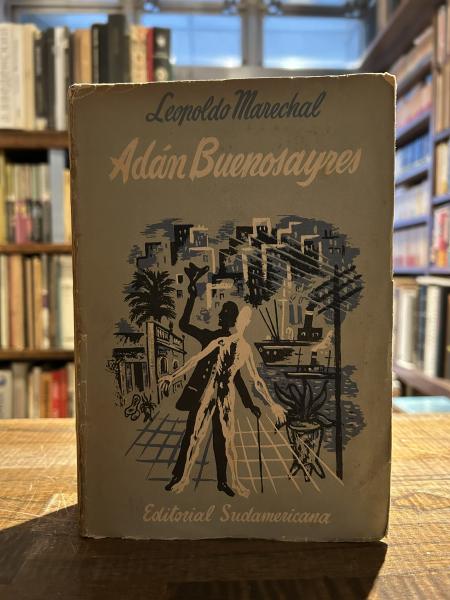 Leopoldo Marechal
Adán Buenosayres
Editorial Sudamericana